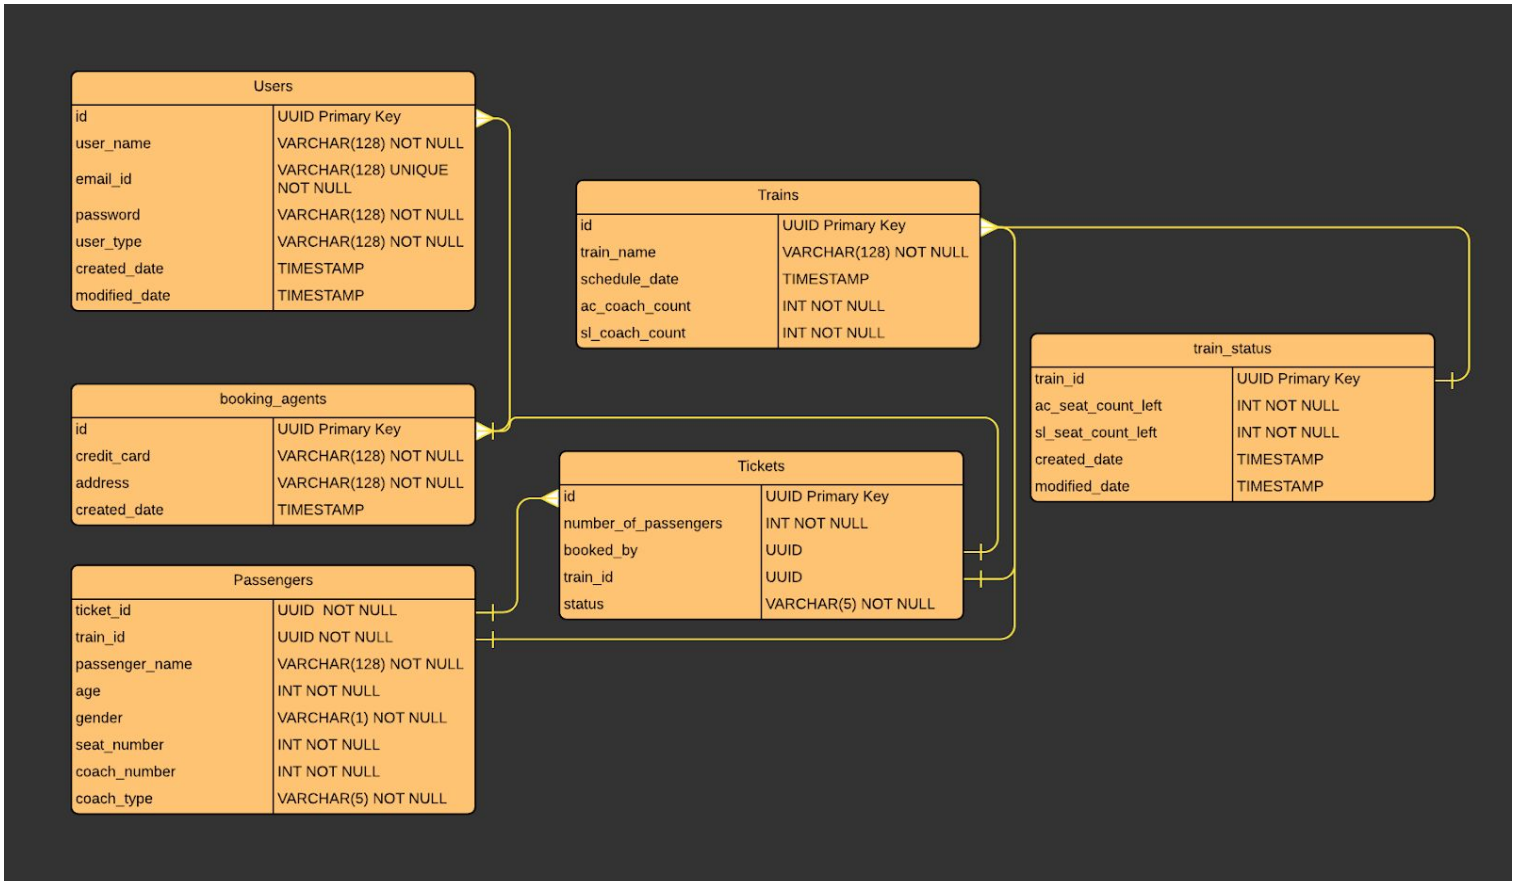 Users
id UUID Primary Key
user_name VARCHAR(128) NOT NULL
email_id VARCHAR(128) UNIQUE
NOT NULL
password VARCHAR(128) NOT NULL
user_type VARCHAR(128) NOT NULL
created_date TIMESTAMP
modified_date TIMESTAMP
Trains
id UUID Primary Key
train_name VARCHAR(128) NOT NULL
schedule_date TIMESTAMP
ac_coach_count INT NOT NULL
sl_coach_count INT NOT NULL
train_status
train_id UUID Primary Key
ac_seat_count_left INT NOT NULL
sl_seat_count_left INT NOT NULL
created_date TIMESTAMP
modified_date TIMESTAMP
booking_agents
id UUID Primary Key
credit_card VARCHAR(128) NOT NULL
address VARCHAR(128) NOT NULL
created_date TIMESTAMP
Tickets
id UUID Primary Key
number_of_passengers INT NOT NULL
booked_by UUID
train_id UUID
status VARCHAR(5) NOT NULL
Passengers
ticket_id UUID NOT NULL
train_id UUID NOT NULL
passenger_name VARCHAR(128) NOT NULL
age INT NOT NULL
gender VARCHAR(1) NOT NULL
seat_number INT NOT NULL
coach_number INT NOT NULL
coach_type VARCHAR(5) NOT NULL